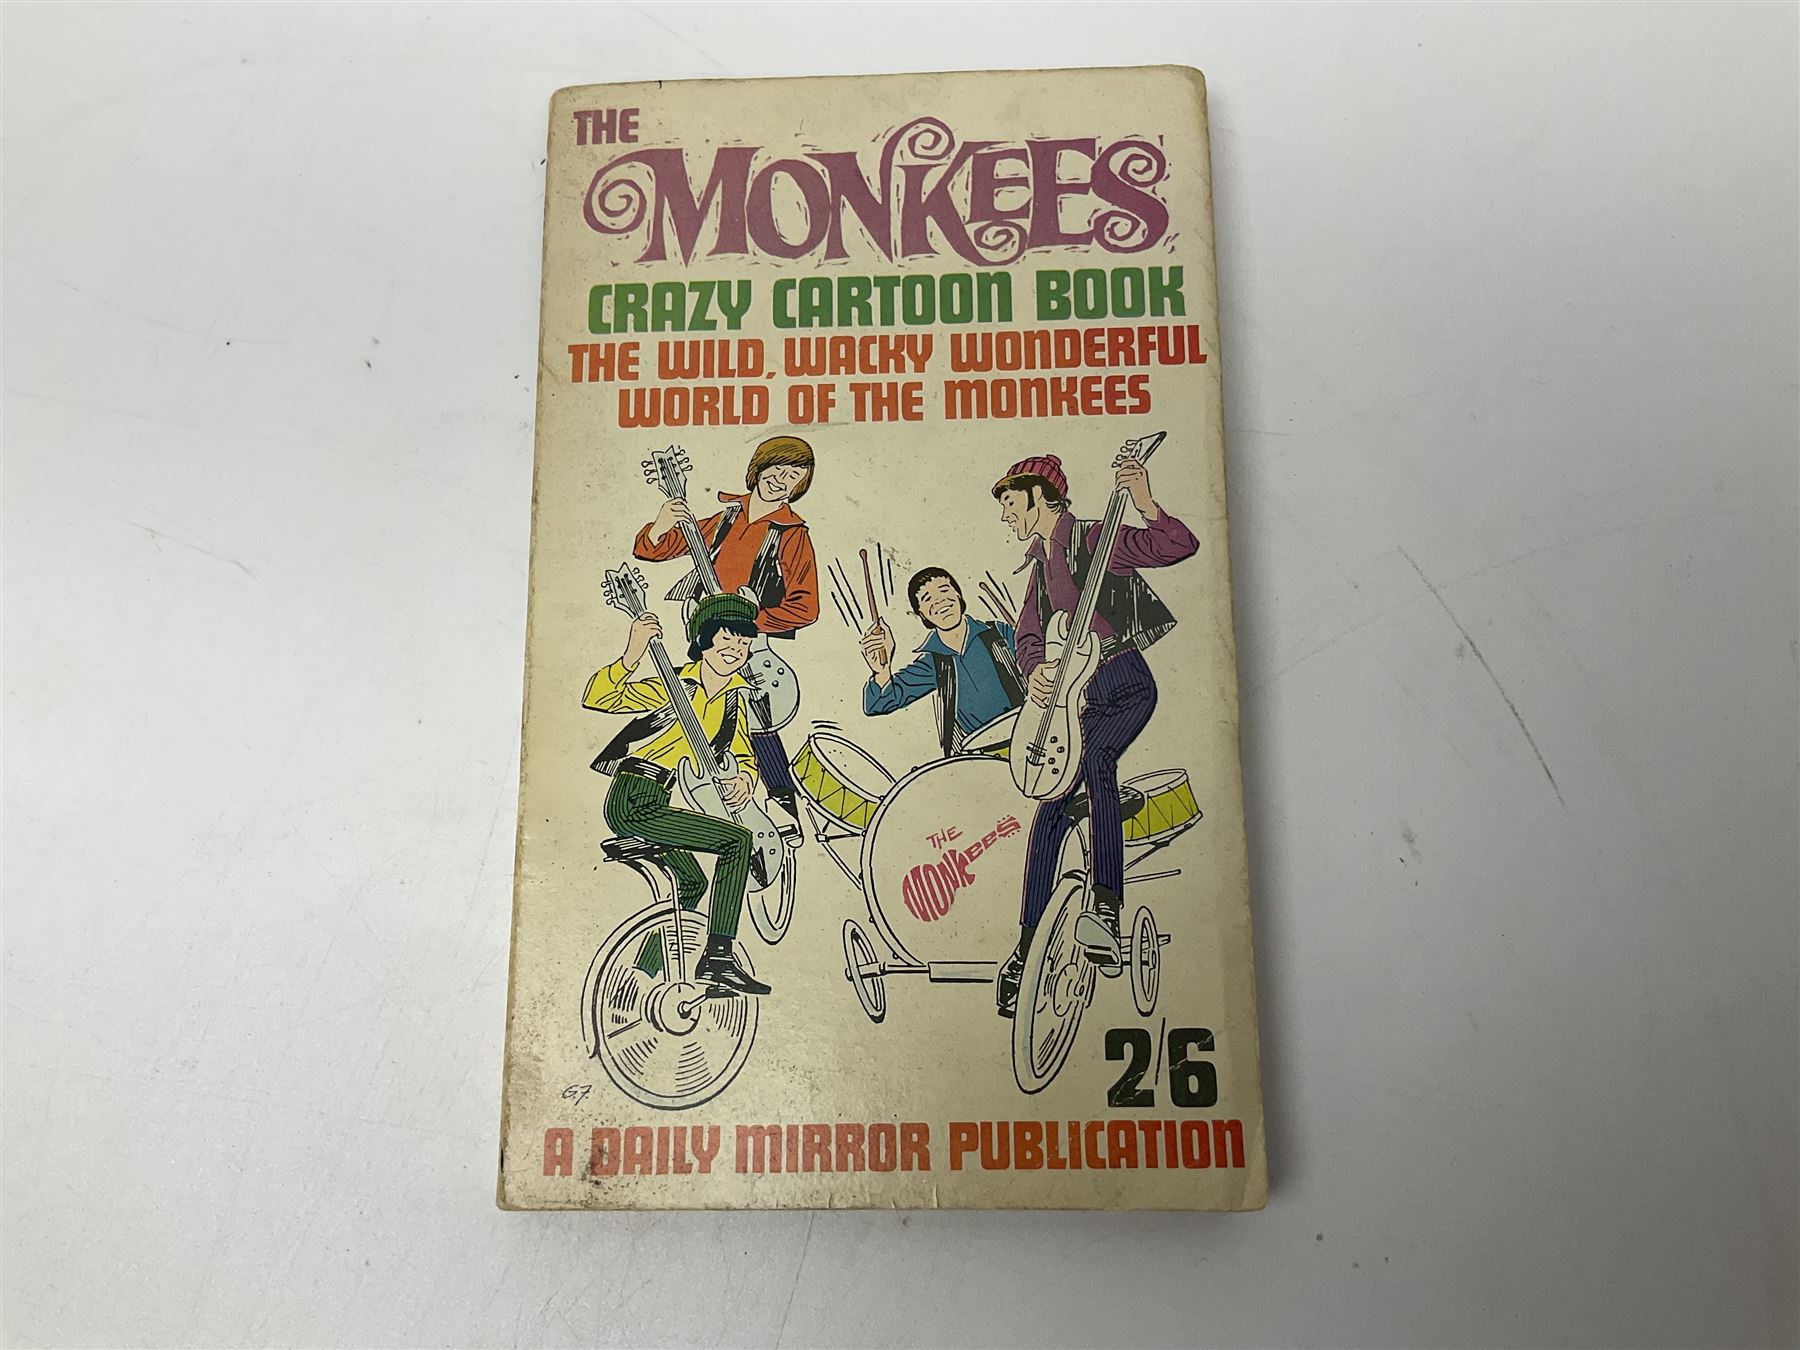 THE
MONKEES
CRAZY CARTOON BOOK
THE WILD, WACKY WONDERFUL
WORLD OF THE MONKEES
THE
MONKEES
2/6
G.F.
A DAILY MIRROR PUBLICATION